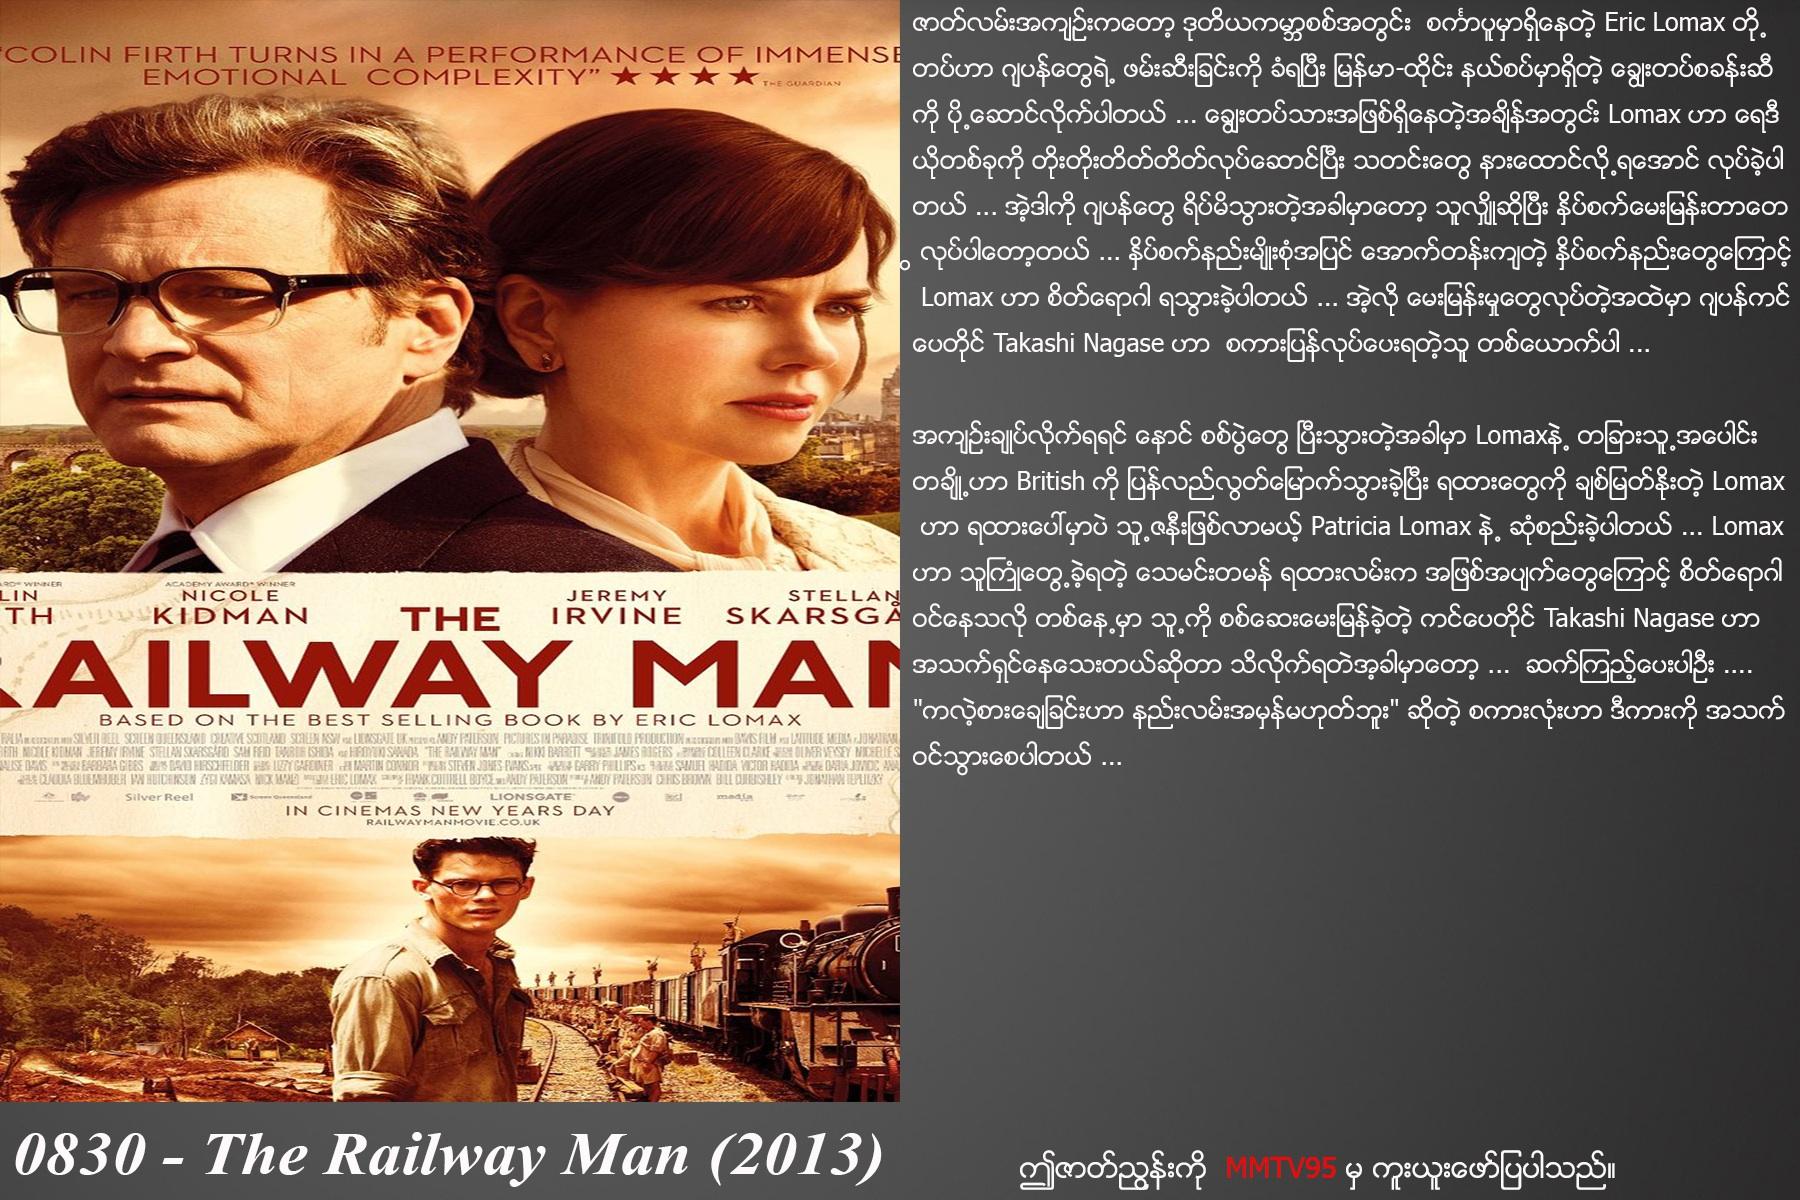 "COLIN FIRTH TURNS IN A PERFORMANCE OF IMMENSE
EMOTIONAL COMPLEXITY" ★★★★ THE GUARDIAN
ACADEMY AWARD® WINNER
NICOLE
KIDMAN
THE
JEREMY
IRVINE
STELLAN
SKARSGÅ
RAILWAY MAN
BASED ON THE BEST SELLING BOOK BY ERIC LOMAX
SilverReel
LIONSGATE
IN CINEMAS NEW YEARS DAY
RAILWAYMANMOVIE.CO.UK
0830 - The Railway Man (2013)
ဇာတ်လမ်းအကျဉ်းကတော့ ဒုတိယကမ္ဘာစစ်အတွင်း စင်္ကာပူမှာရှိနေတဲ့ Eric Lomax တို့
တပ်ဟာ ဂျပန်တွေရဲ့ ဖမ်းဆီးခြင်းကို ခံရပြီး မြန်မာ-ထိုင်း နယ်စပ်မှာရှိတဲ့ ချွေးတပ်စခန်းဆီ
ကို ပို့ဆောင်လိုက်ပါတယ် ... ချွေးတပ်သားအဖြစ်ရှိနေတဲ့အချိန်အတွင်း Lomax ဟာ ရေဒီ
ယိုတစ်ခုကို တိုးတိုးတိတ်တိတ်လုပ်ဆောင်ပြီး သတင်းတွေ နားထောင်လို့ရအောင် လုပ်ခဲ့ပါ
တယ် ... အဲ့ဒါကို ဂျပန်တွေ ရိပ်မိသွားတဲ့အခါမှာတော့ သူလျှိုဆိုပြီး နှိပ်စက်မေးမြန်းတာတေ
ွ လုပ်ပါတော့တယ် ... နှိပ်စက်နည်းမျိုးစုံအပြင် အောက်တန်းကျတဲ့ နှိပ်စက်နည်းတွေကြောင့်
Lomax ဟာ စိတ်ရောဂါ ရသွားခဲ့ပါတယ် ... အဲ့လို မေးမြန်းမှုတွေလုပ်တဲ့အထဲမှာ ဂျပန်ကင်
ပေတိုင် Takashi Nagase ဟာ စကားပြန်လုပ်ပေးရတဲ့သူ တစ်ယောက်ပါ ...
အကျဉ်းချုပ်လိုက်ရရင် နောင် စစ်ပွဲတွေ ပြီးသွားတဲ့အခါမှာ Lomaxနဲ့ တခြားသူ့အပေါင်း
တချို့ဟာ British ကို ပြန်လည်လွတ်မြောက်သွားခဲ့ပြီး ရထားတွေကို ချစ်မြတ်နိုးတဲ့ Lomax
ဟာ ရထားပေါ်မှာပဲ သူ့ဇနီးဖြစ်လာမယ့် Patricia Lomax နဲ့ ဆုံစည်းခဲ့ပါတယ် ... Lomax
ဟာ သူကြုံတွေ့ခဲ့ရတဲ့ သေမင်းတမန် ရထားလမ်းက အဖြစ်အပျက်တွေကြောင့် စိတ်ရောဂါ
ဝင်နေသလို တစ်နေ့မှာ သူ့ကို စစ်ဆေးမေးမြန်ခဲ့တဲ့ ကင်ပေတိုင် Takashi Nagase ဟာ
အသက်ရှင်နေသေးတယ်ဆိုတာ သိလိုက်ရတဲအ့ခါမှာတော့ ... ဆက်ကြည့်ပေးပါဦး ....
"ကလဲ့စားချေခြင်းဟာ နည်းလမ်းအမှန်မဟုတ်ဘူး" ဆိုတဲ့ စကားလုံးဟာ ဒီကားကို အသက်
ဝင်သွားစေပါတယ် ...
ဤဇာတ်ညွှန်းကို MMTV95 မှ ကူးယူးဖော်ပြပါသည်။